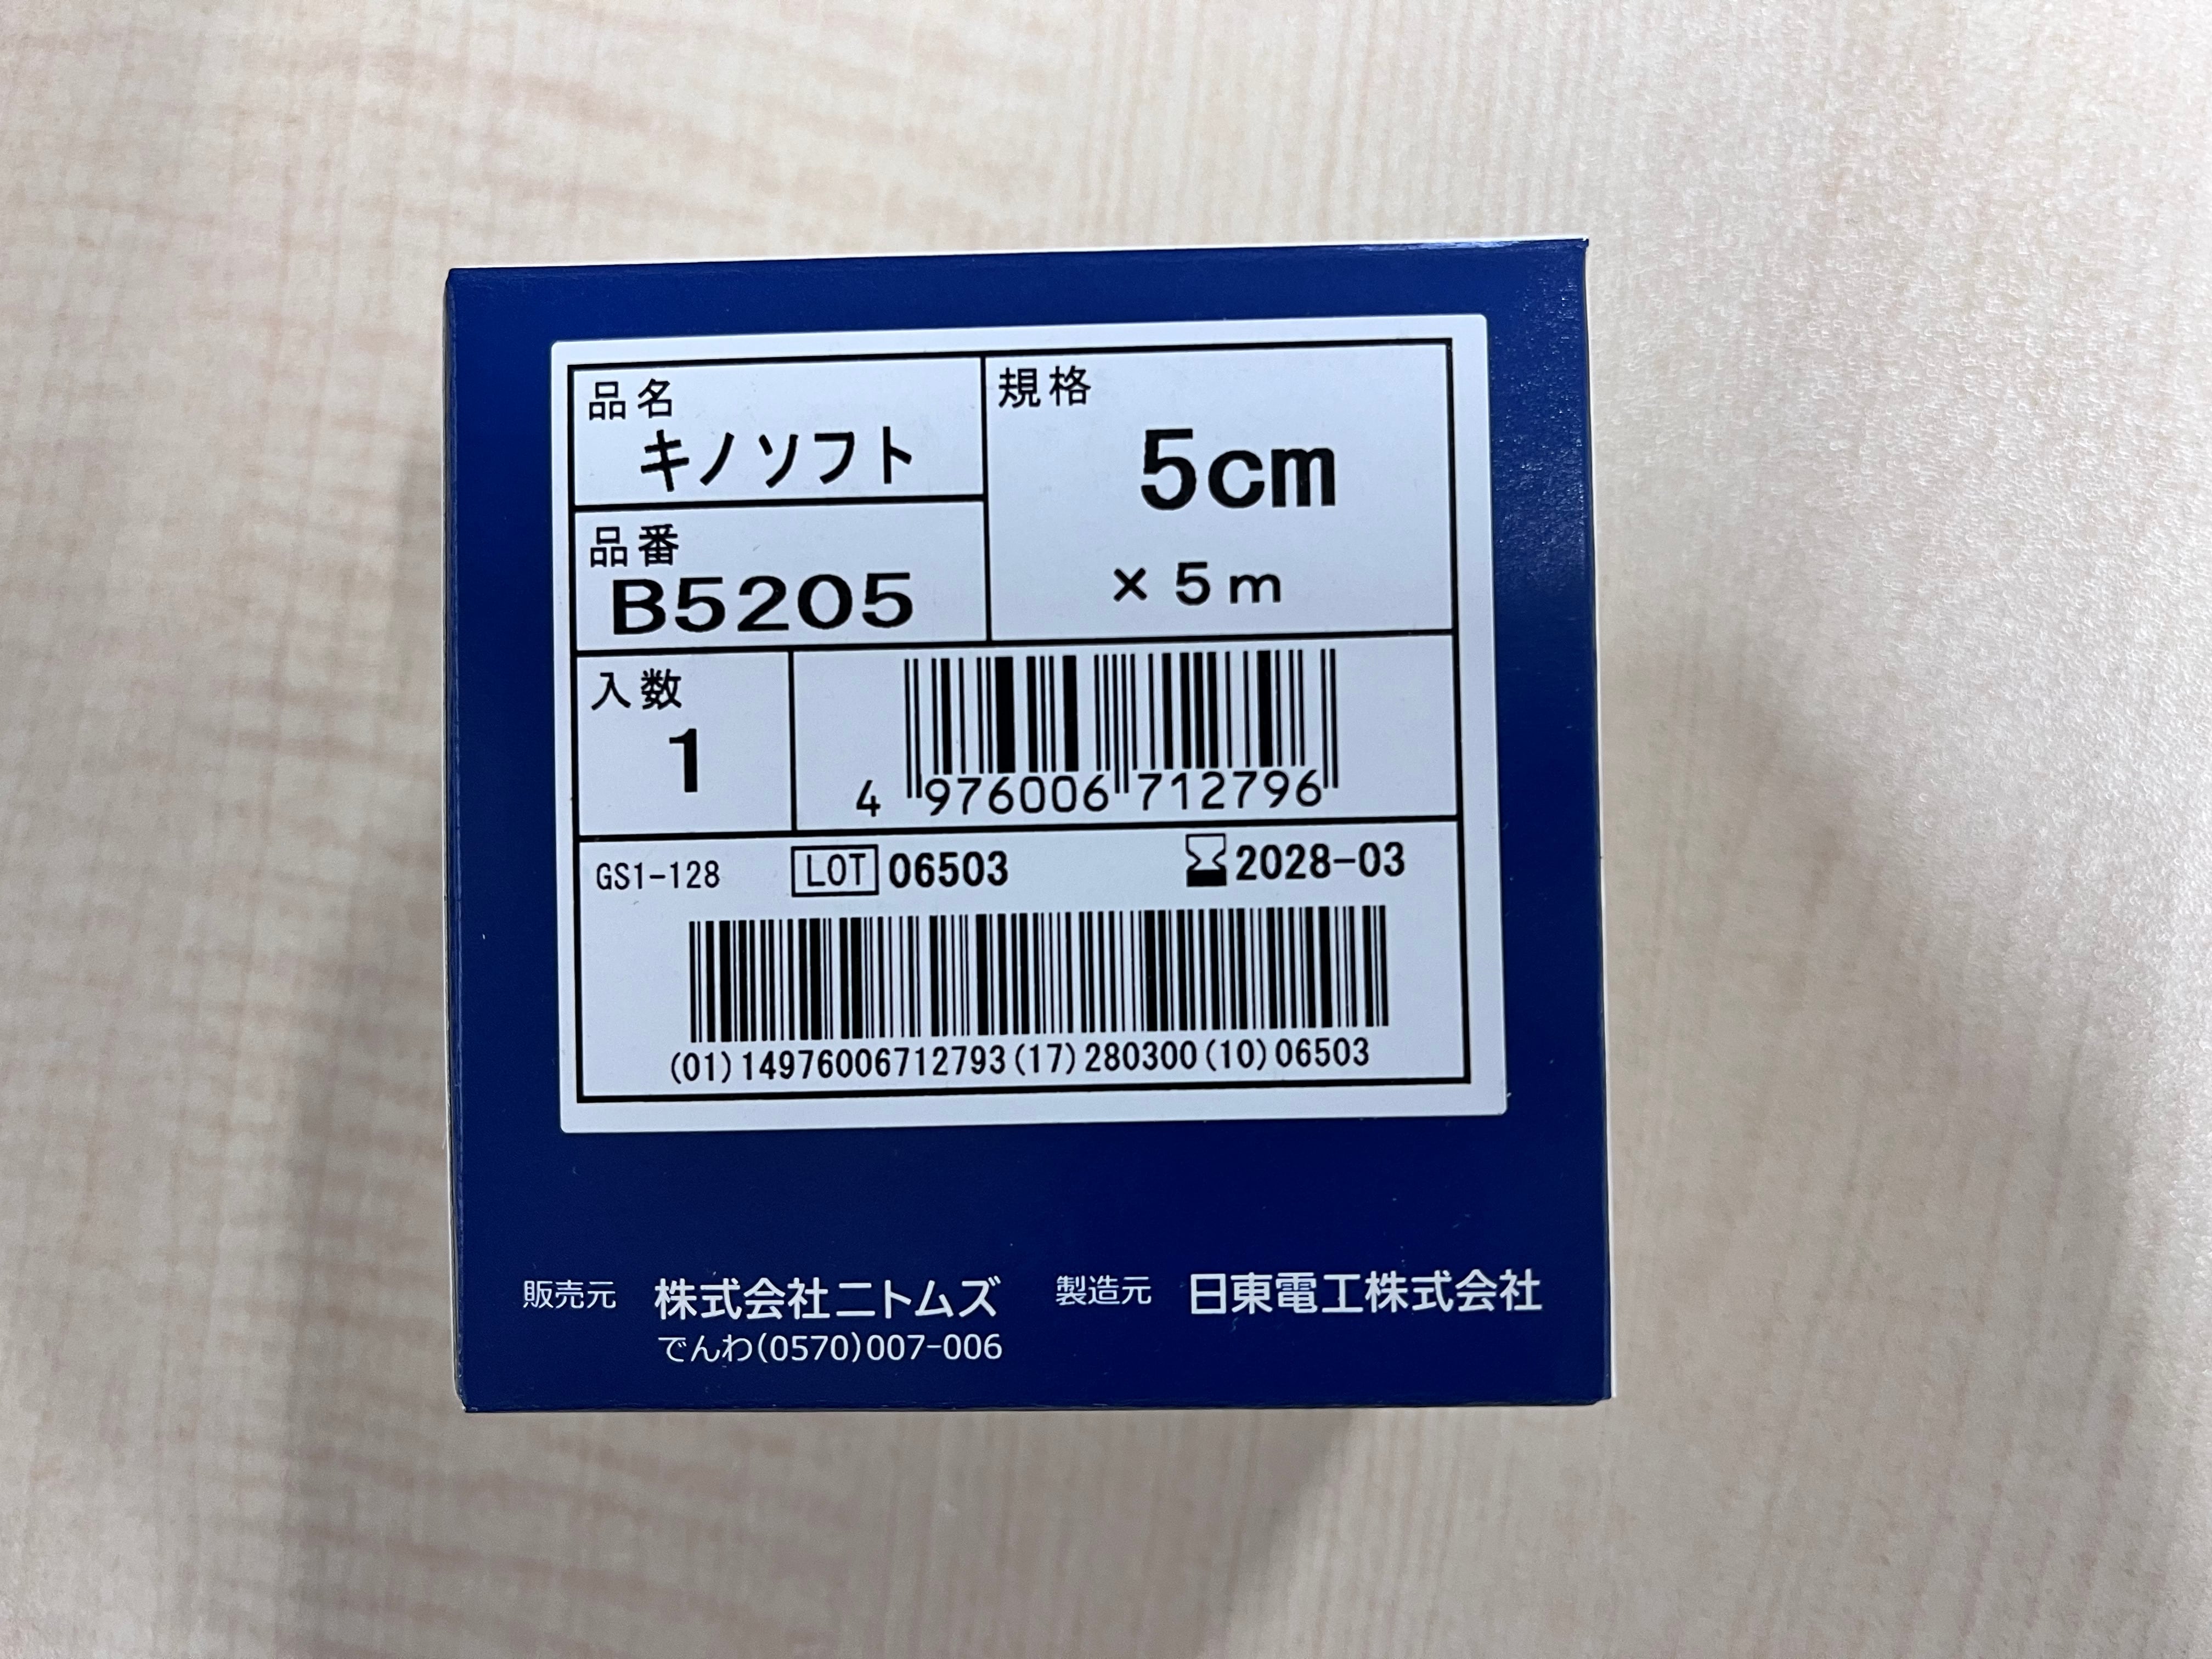 品名
キノソフト
規格
5cm
×5m
品番
B5205
入数
1
4 976006 712796
GS1-128 LOT 06503 2028-03
(01)14976006712793(17)280300(10)06503
販売元 株式会社ニトムズ 製造元 日東電工株式会社
でんわ(0570)007-006